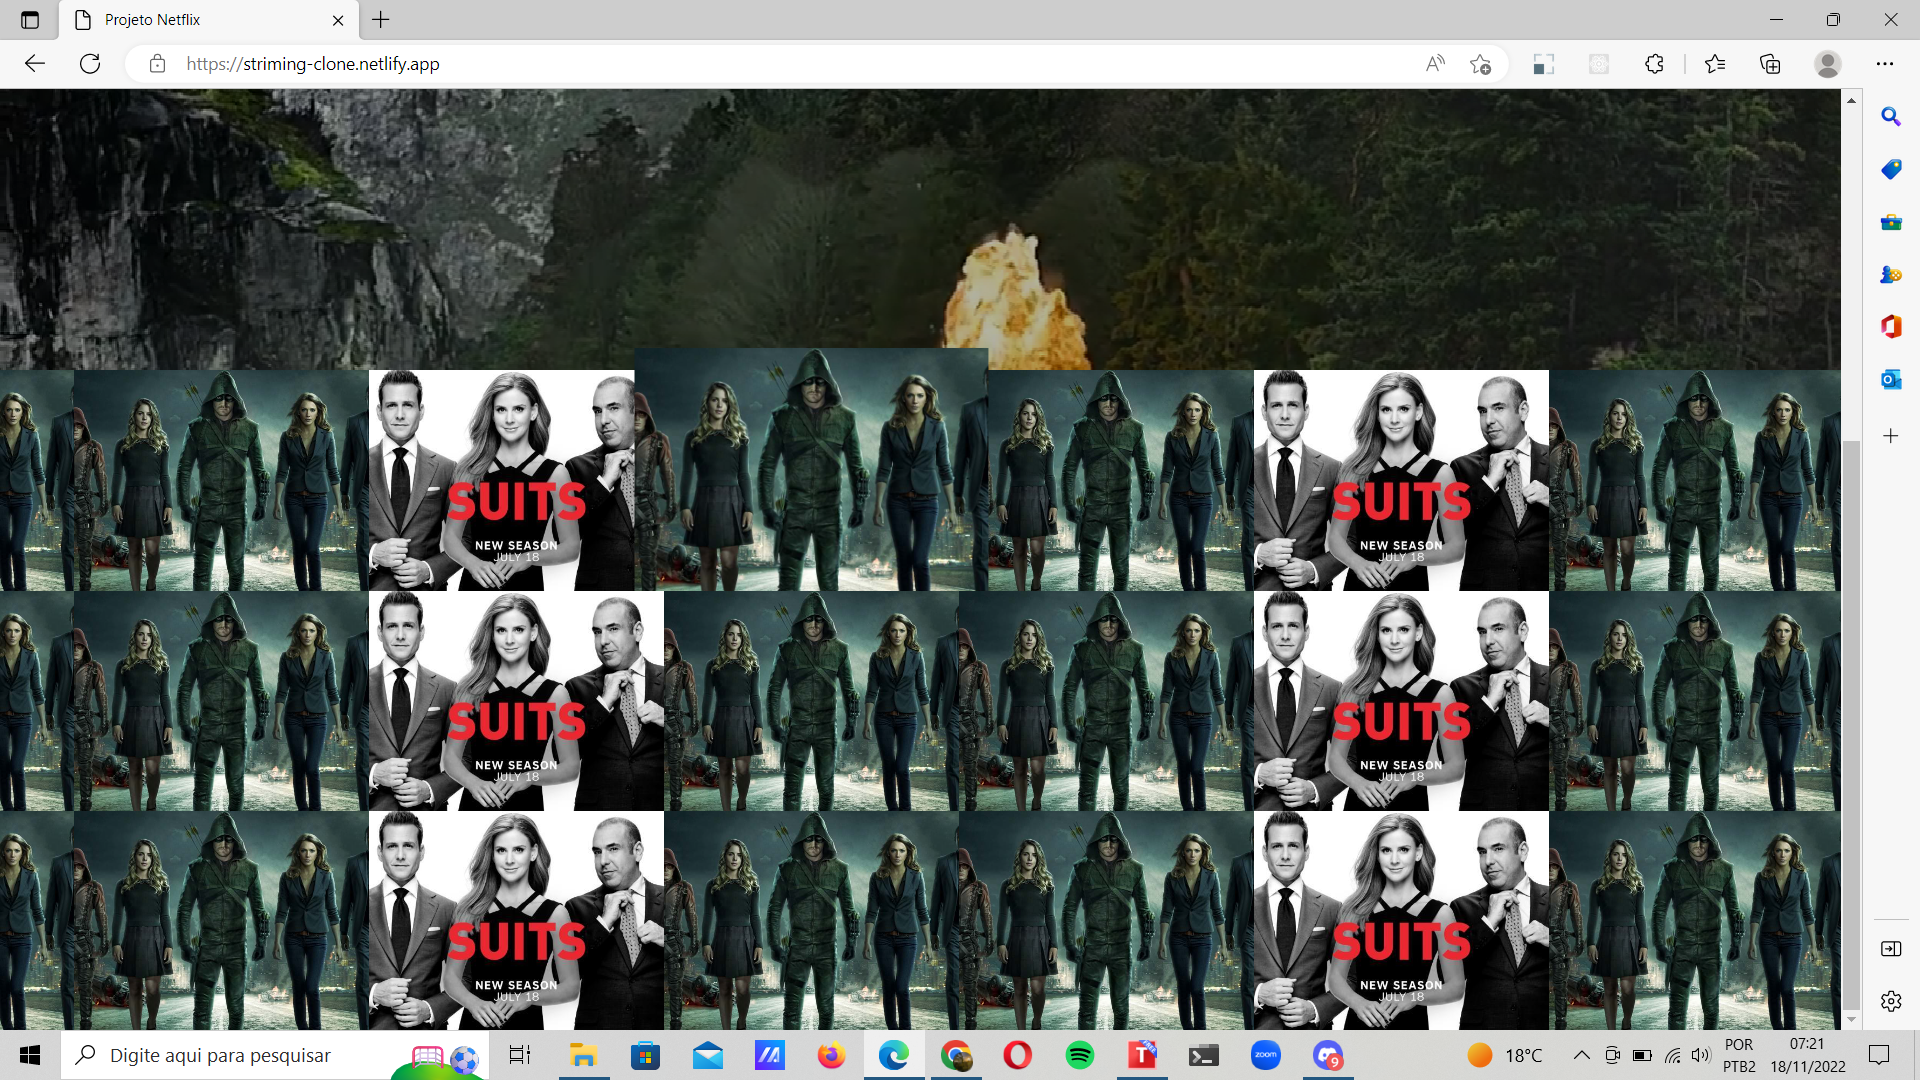 Projeto Netflix
https://striming-clone.netlify.app
SUITS
NEW SEASON
JULY 18
SUITS
NEW SEASON
JULY 18
SUITS
NEW SEASON
JULY 18
SUITS
NEW SEASON
JULY 18
SUITS
NEW SEASON
JULY 18
SUITS
NEW SEASON
JULY 18
Digite aqui para pesquisar
zoom
9
18°C
POR
PTB2
07:21
18/11/2022